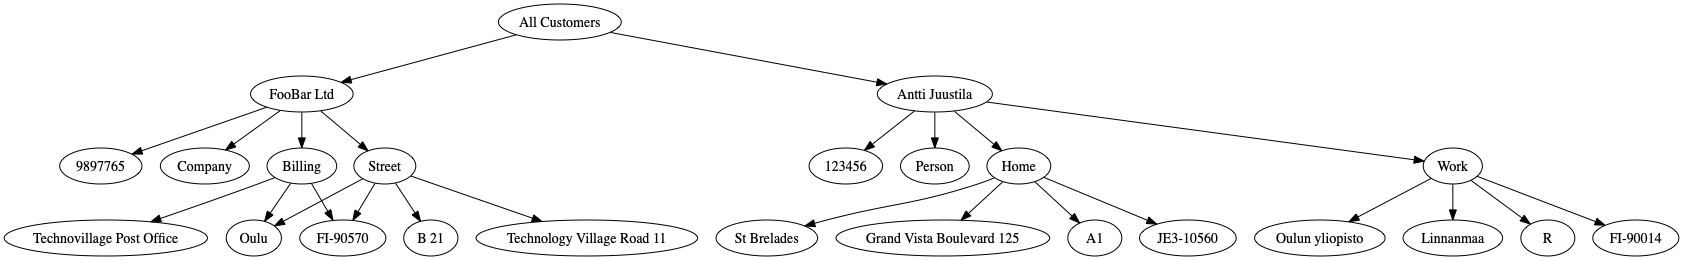 All Customers
FooBar Ltd
Antti Juustila
9897765
Company
Billing
Street
123456
Person
Home
Work
Technovillage Post Office
Oulu
FI-90570
B 21
Technology Village Road 11
St Brelades
Grand Vista Boulevard 125
A1
JE3-10560
Oulun yliopisto
Linnanmaa
R
FI-90014